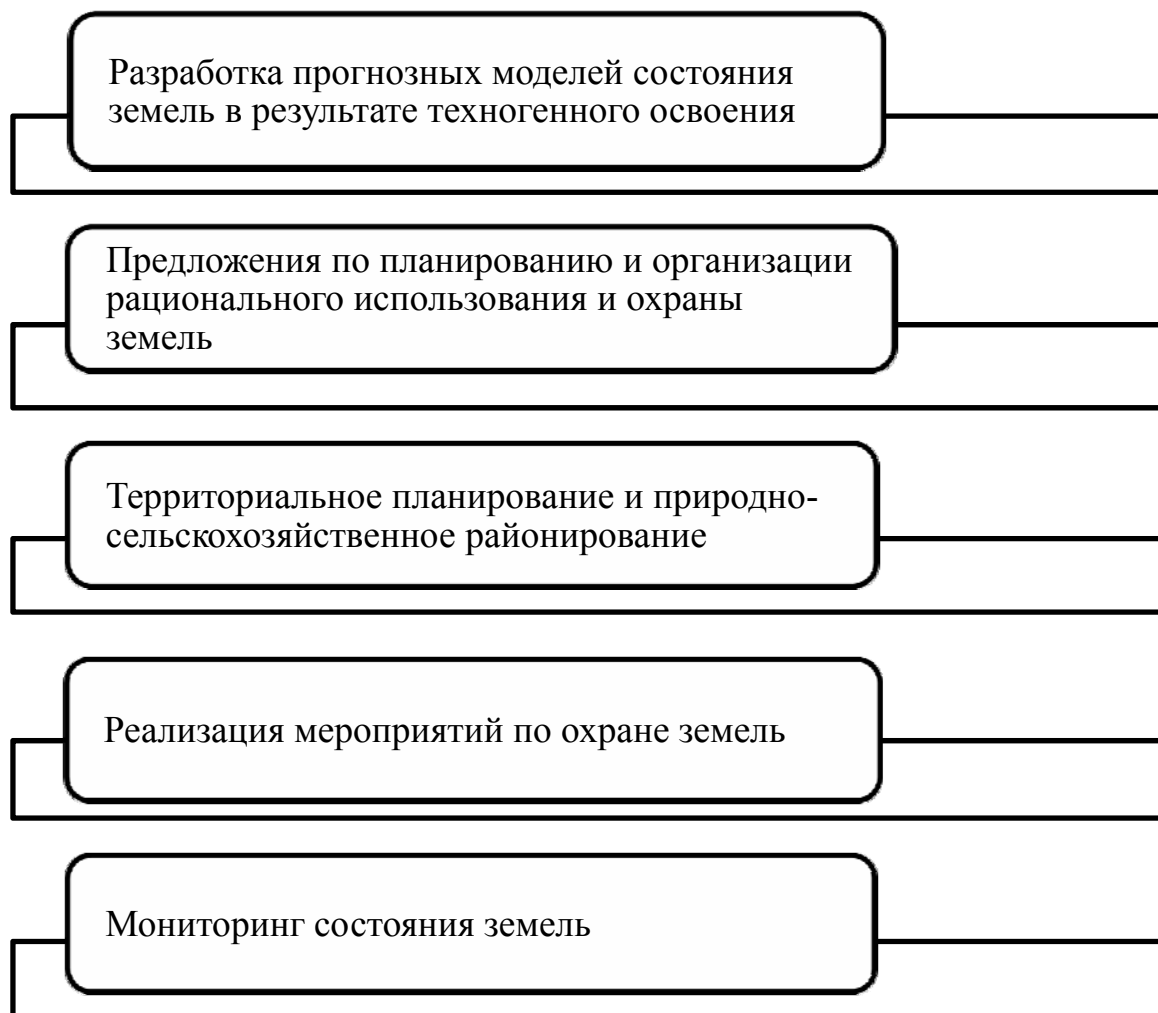 Разработка прогнозных моделей состояния
земель в результате техногенного освоения
Предложения по планированию и организации
рационального использования и охраны
земель
Территориальное планирование и природно-
сельскохозяйственное районирование
Реализация мероприятий по охране земель
Мониторинг состояния земель